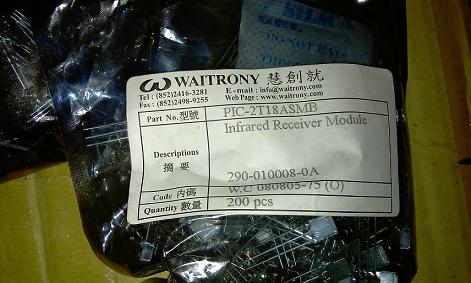 DO NOT
WAITRONY 慧創就
Tel : (852)2416-3281 E-mail : info@waitrony.com
Fax : (852)2498-9255 Web Page : www.waitrony.com
Part No. 型號 PIC-2T18ASMB
Infrared Receiver Module
Descriptions
摘要
290-010008-0A
Code 內碼 W.C 080805-75 (O)
Quantity 數量 200 pcs